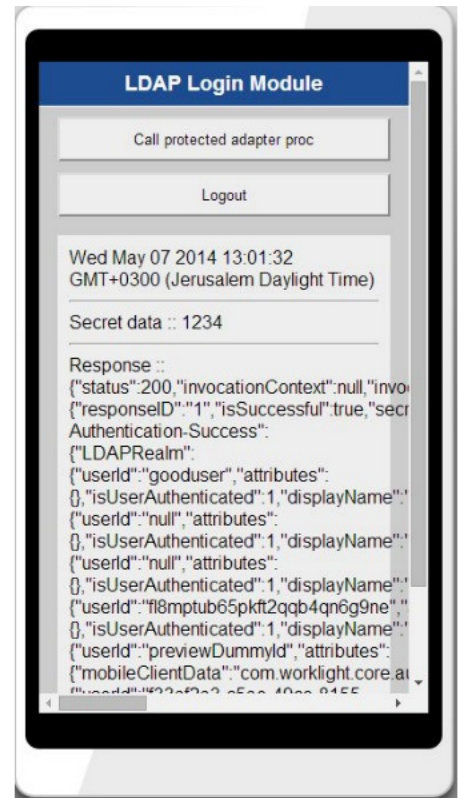 LDAP Login Module
Call protected adapter proc
Logout
Wed May 07 2014 13:01:32
GMT+0300 (Jerusalem Daylight Time)
Secret data :: 1234
Response ::
{"status":200,"invocationContext":null,"invo
{"responseID":"1","isSuccessful":true,"secr
Authentication-Success":
{"LDAPRealm":
{"userId":"gooduser","attributes":
{},"isUserAuthenticated":1,"displayName":"
{"userId":"null","attributes":
{},"isUserAuthenticated":1,"displayName":"
{"userId":"null","attributes":
{},"isUserAuthenticated":1,"displayName":"
{"userId":"fl8mptub65pkft2qqb4qn6g9ne","
{},"isUserAuthenticated":1,"displayName":"
{"userId":"previewDummyId","attributes":
{"mobileClientData":"com.worklight.core.au